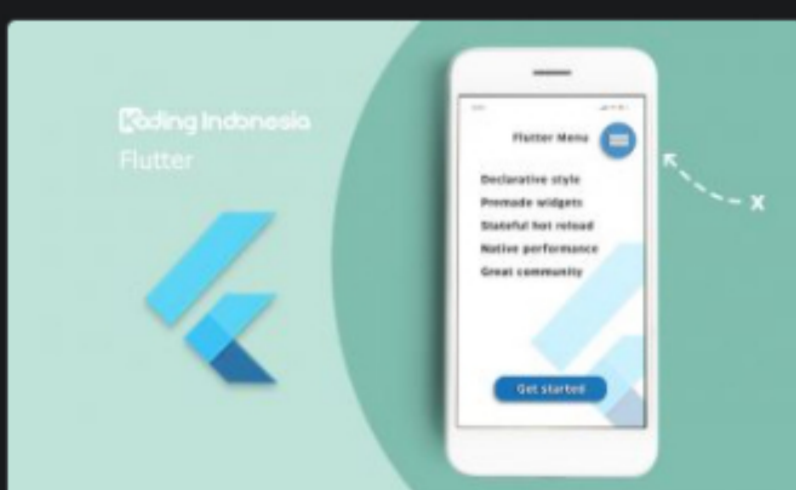 Koding Indonesia
Flutter
Flutter Menu
Declarative style
Premade widgets
Stateful hot reload
Native performance
Great community
Get started
X